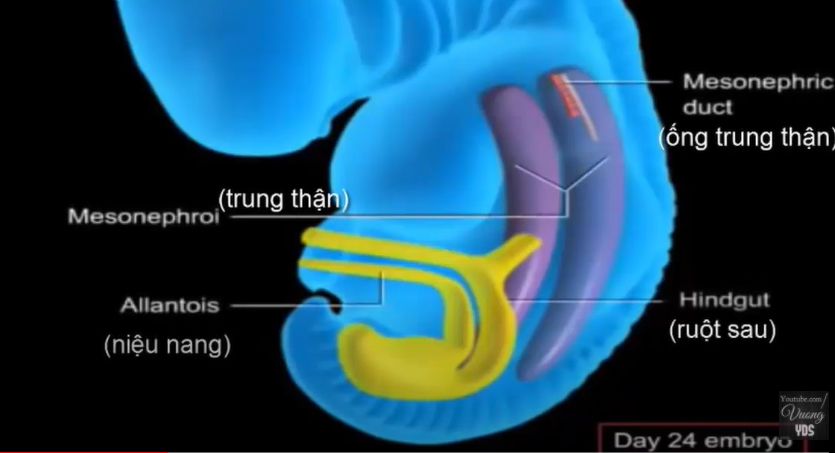 Mesonephric
duct
(ống trung thận)
(trung thận)
Mesonephroi
Allantois
(niệu nang)
Hindgut
(ruột sau)
Youtube.com/
Vuong
YDS
Day 24 embryo